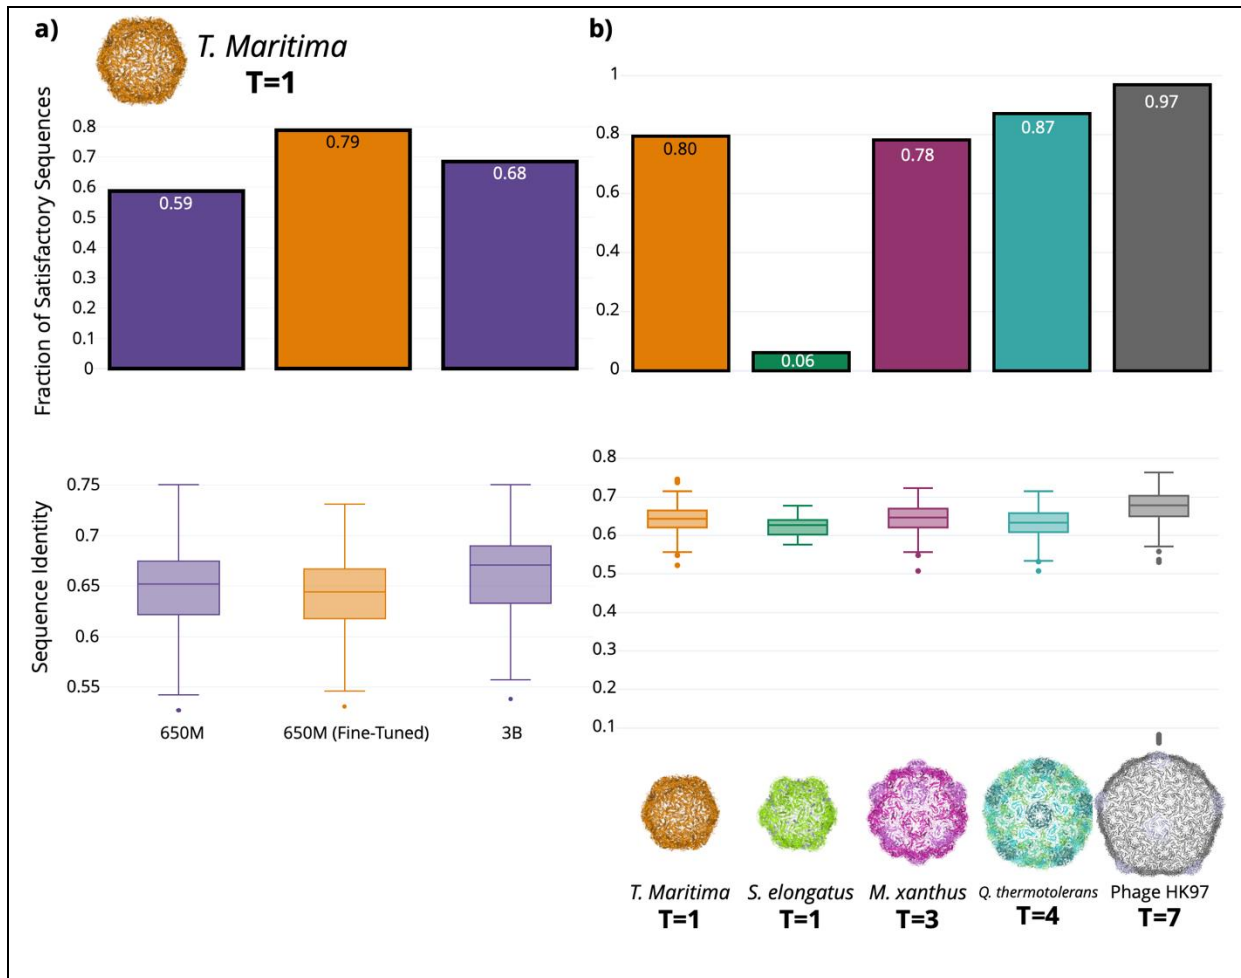 a)
T. Maritima
T=1
Fraction of Satisfactory Sequences
0.8
0.7
0.6
0.5
0.4
0.3
0.2
0.1
0
0.59
0.79
0.68
Sequence Identity
0.75
0.7
0.65
0.6
0.55
650M
650M (Fine-Tuned)
3B
b)
1
0.8
0.6
0.4
0.2
0
0.80
0.06
0.78
0.87
0.97
0.8
0.7
0.6
0.5
0.4
0.3
0.2
0.1
T. Maritima
T=1
S. elongatus
T=1
M. xanthus
T=3
Q. thermotolerans
T=4
Phage HK97
T=7